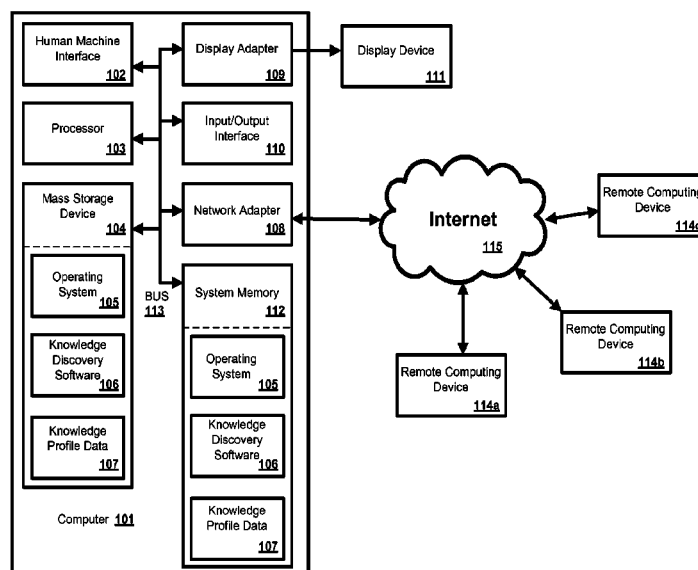 Human Machine
Interface
102
Display Adapter
109
Display Device
111
Processor
103
Input/Output
Interface
110
Mass Storage
Device
104
Network Adapter
108
Internet
115
Remote Computing
Device
114c
Operating
System
105
BUS
113
System Memory
112
Remote Computing
Device
114b
Knowledge
Discovery
Software
106
Operating
System
105
Remote Computing
Device
114a
Knowledge
Profile Data
107
Knowledge
Discovery
Software
106
Computer 101
Knowledge
Profile Data
107